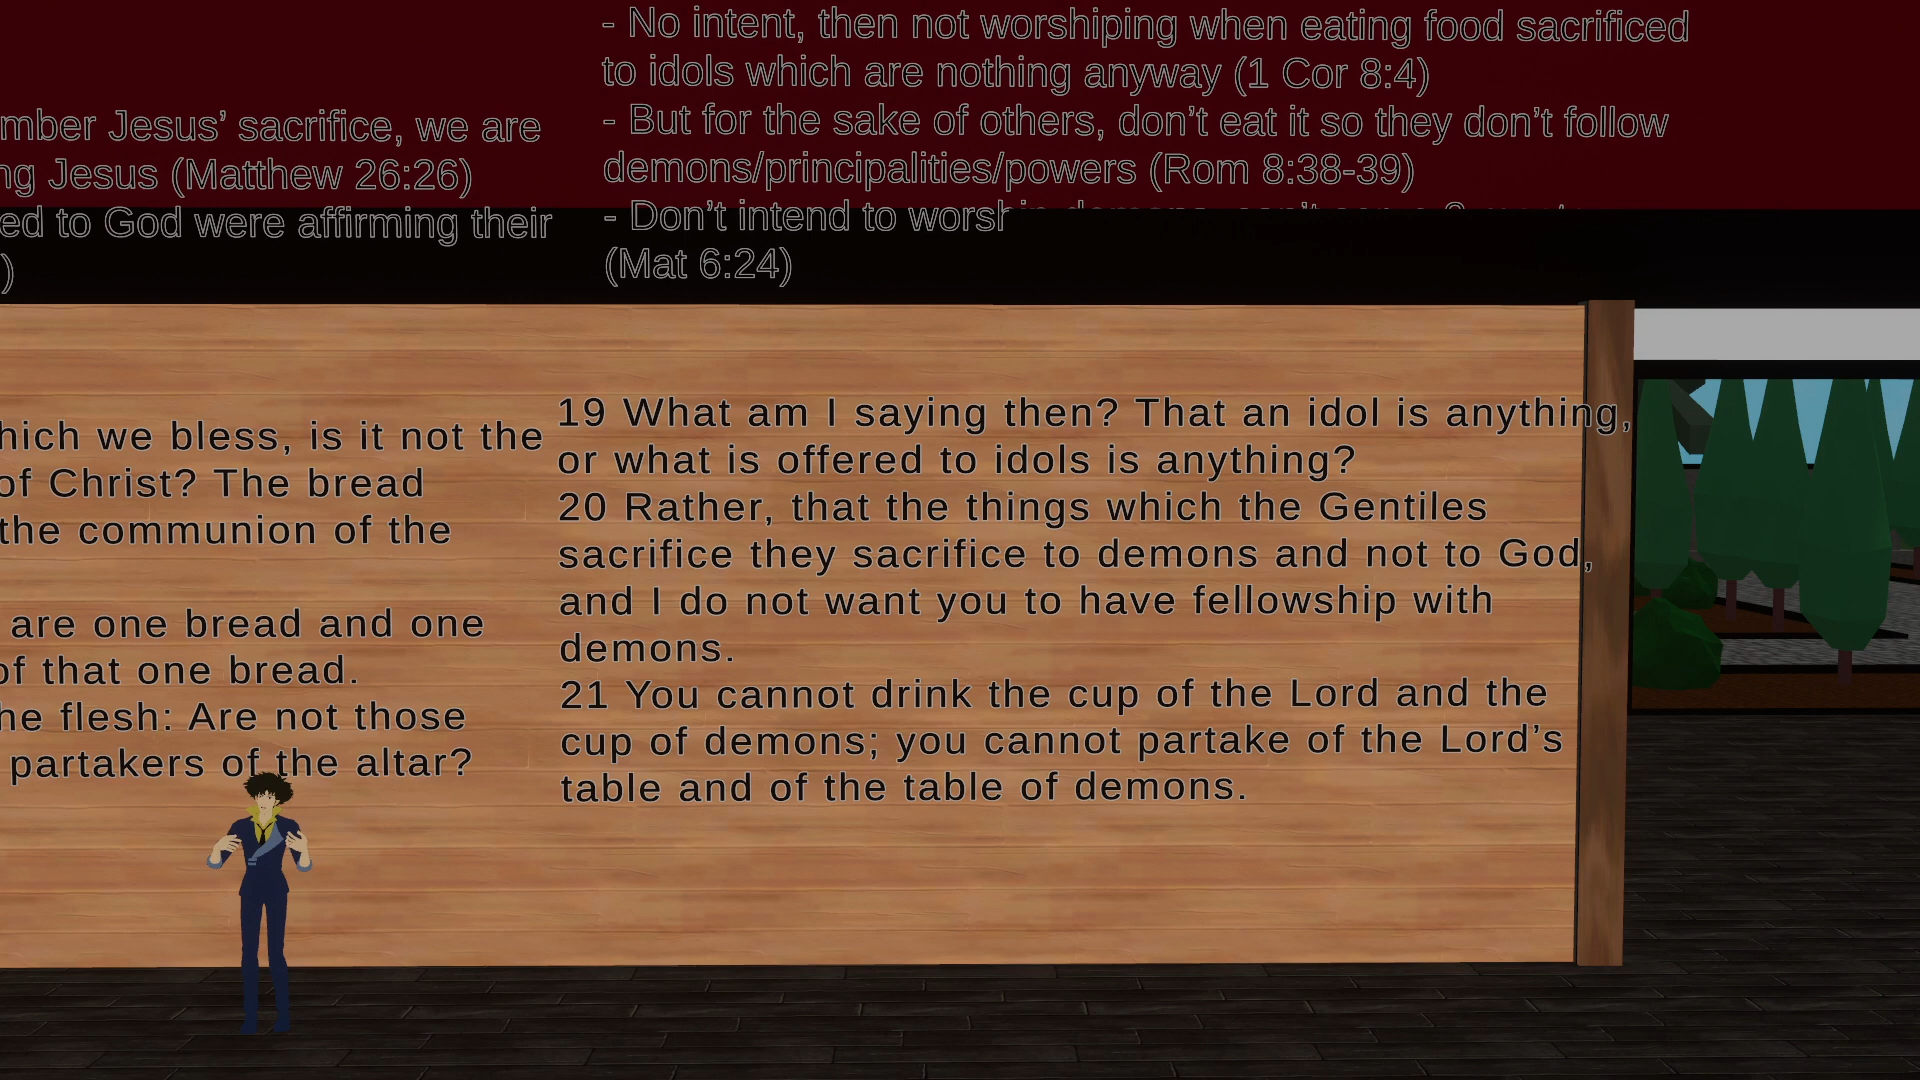 mber Jesus’ sacrifice, we are
ng Jesus (Matthew 26:26)
ed to God were affirming their
)
- No intent, then not worshiping when eating food sacrificed
to idols which are nothing anyway (1 Cor 8:4)
- But for the sake of others, don’t eat it so they don’t follow
demons/principalities/powers (Rom 8:38-39)
- Don’t intend to worship demons, can’t
(Mat 6:24)
hich we bless, is it not the
of Christ? The bread
the communion of the
are one bread and one
of that one bread.
he flesh: Are not those
partakers of the altar?
19 What am I saying then? That an idol is anything,
or what is offered to idols is anything?
20 Rather, that the things which the Gentiles
sacrifice they sacrifice to demons and not to God,
and I do not want you to have fellowship with
demons.
21 You cannot drink the cup of the Lord and the
cup of demons; you cannot partake of the Lord’s
table and of the table of demons.